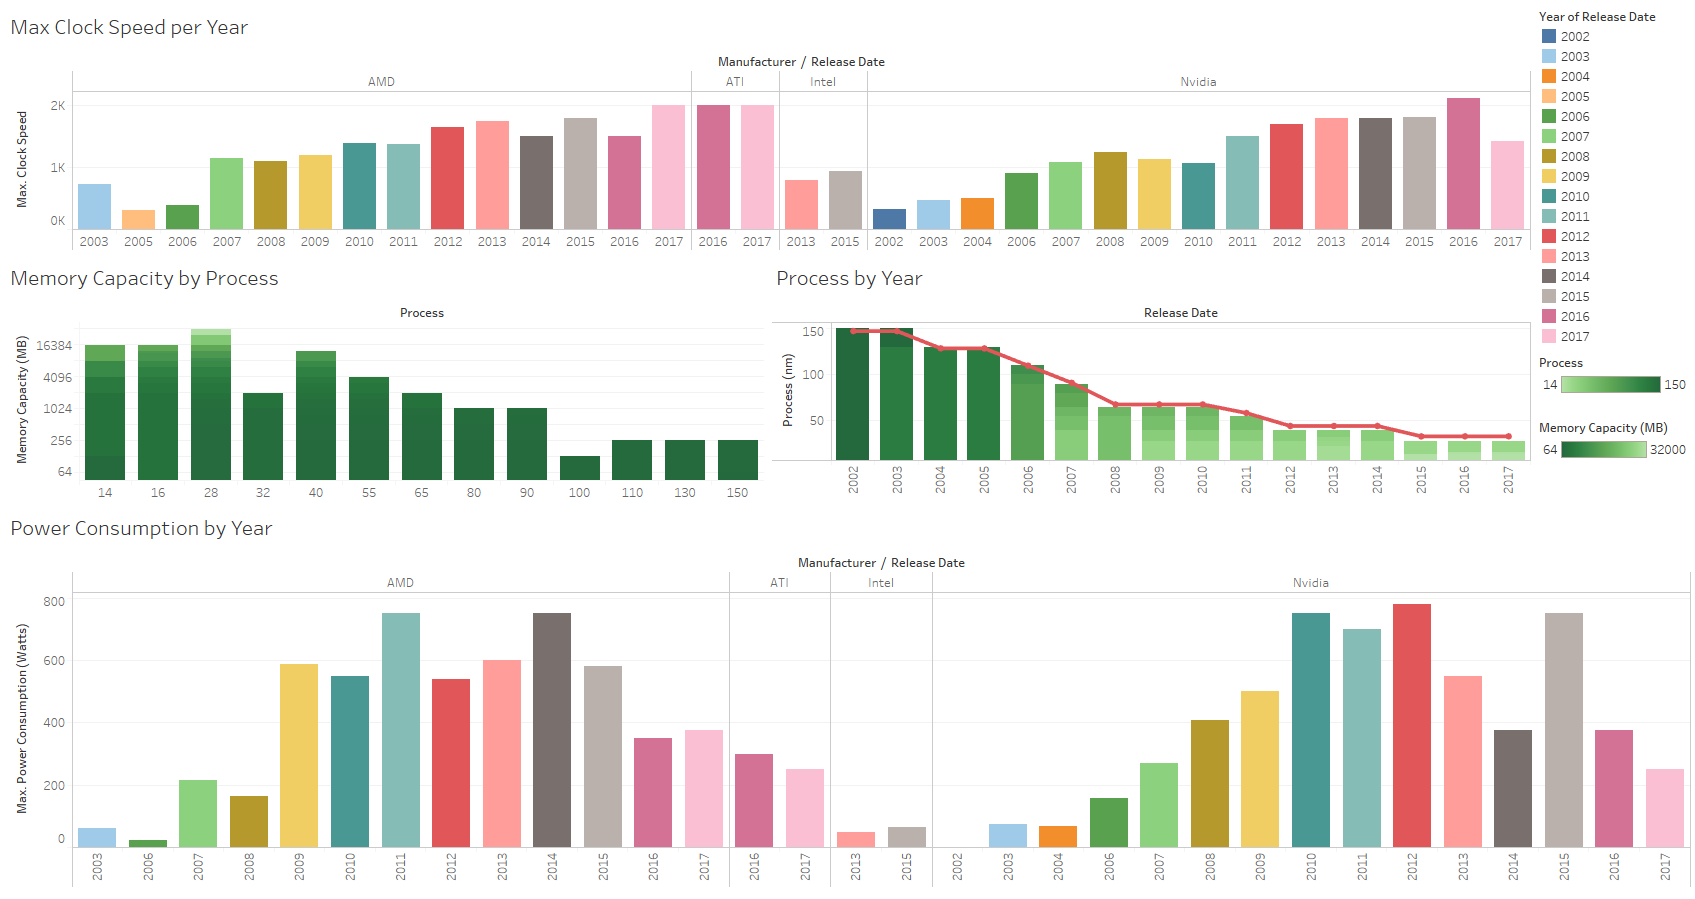 Max Clock Speed per Year
Manufacturer / Release Date
AMD ATI Intel Nvidia
Max. Clock Speed
2K
1K
0K
2003 2005 2006 2007 2008 2009 2010 2011 2012 2013 2014 2015 2016 2017 2016 2017 2013 2015 2002 2003 2004 2006 2007 2008 2009 2010 2011 2012 2013 2014 2015 2016 2017
Year of Release Date
2002
2003
2004
2005
2006
2007
2008
2009
2010
2011
2012
2013
2014
2015
2016
2017
Process
14 150
Memory Capacity (MB)
64 32000
Memory Capacity by Process
Process
Memory Capacity (MB)
16384
4096
1024
256
64
14 16 28 32 40 55 65 80 90 100 110 130 150
Process by Year
Release Date
Process (nm)
150
100
50
2002 2003 2004 2005 2006 2007 2008 2009 2010 2011 2012 2013 2014 2015 2016 2017
Power Consumption by Year
Manufacturer / Release Date
AMD ATI Intel Nvidia
Max. Power Consumption (Watts)
800
600
400
200
0
2003 2006 2007 2008 2009 2010 2011 2012 2013 2014 2015 2016 2017 2016 2017 2013 2015 2002 2003 2004 2006 2007 2008 2009 2010 2011 2012 2013 2014 2015 2016 2017